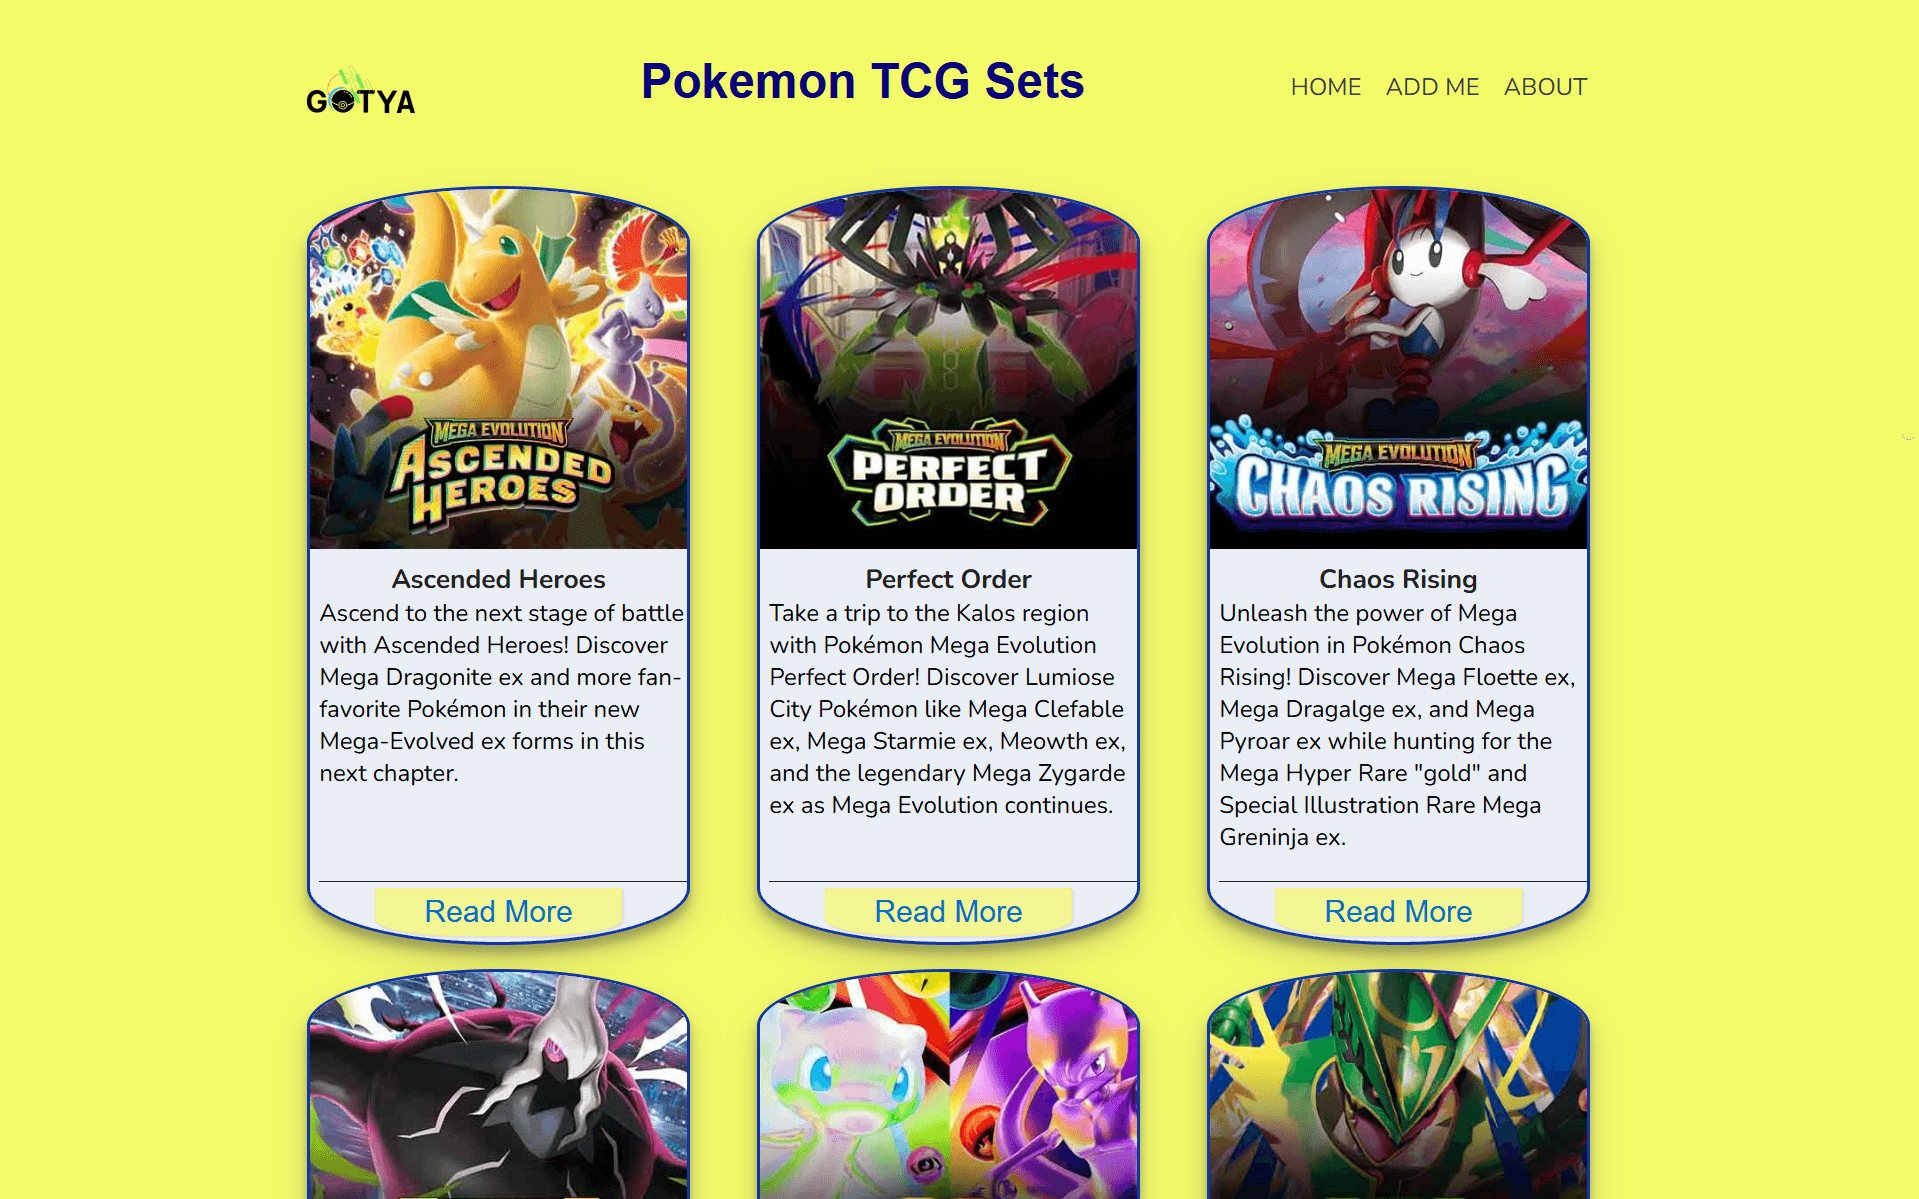 GOTYA
Pokemon TCG Sets
HOME ADD ME ABOUT
MEGA EVOLUTION
ASCENDED
HEROES
MEGA EVOLUTION
PERFECT
ORDER
MEGA EVOLUTION
CHAOS RISING
Ascended Heroes
Ascend to the next stage of battle
with Ascended Heroes! Discover
Mega Dragonite ex and more fan-
favorite Pokémon in their new
Mega-Evolved ex forms in this
next chapter.
Read More
Perfect Order
Take a trip to the Kalos region
with Pokémon Mega Evolution
Perfect Order! Discover Lumiose
City Pokémon like Mega Clefable
ex, Mega Starmie ex, Meowth ex,
and the legendary Mega Zygarde
ex as Mega Evolution continues.
Read More
Chaos Rising
Unleash the power of Mega
Evolution in Pokémon Chaos
Rising! Discover Mega Floette ex,
Mega Dragalge ex, and Mega
Pyroar ex while hunting for the
Mega Hyper Rare "gold" and
Special Illustration Rare Mega
Greninja ex.
Read More